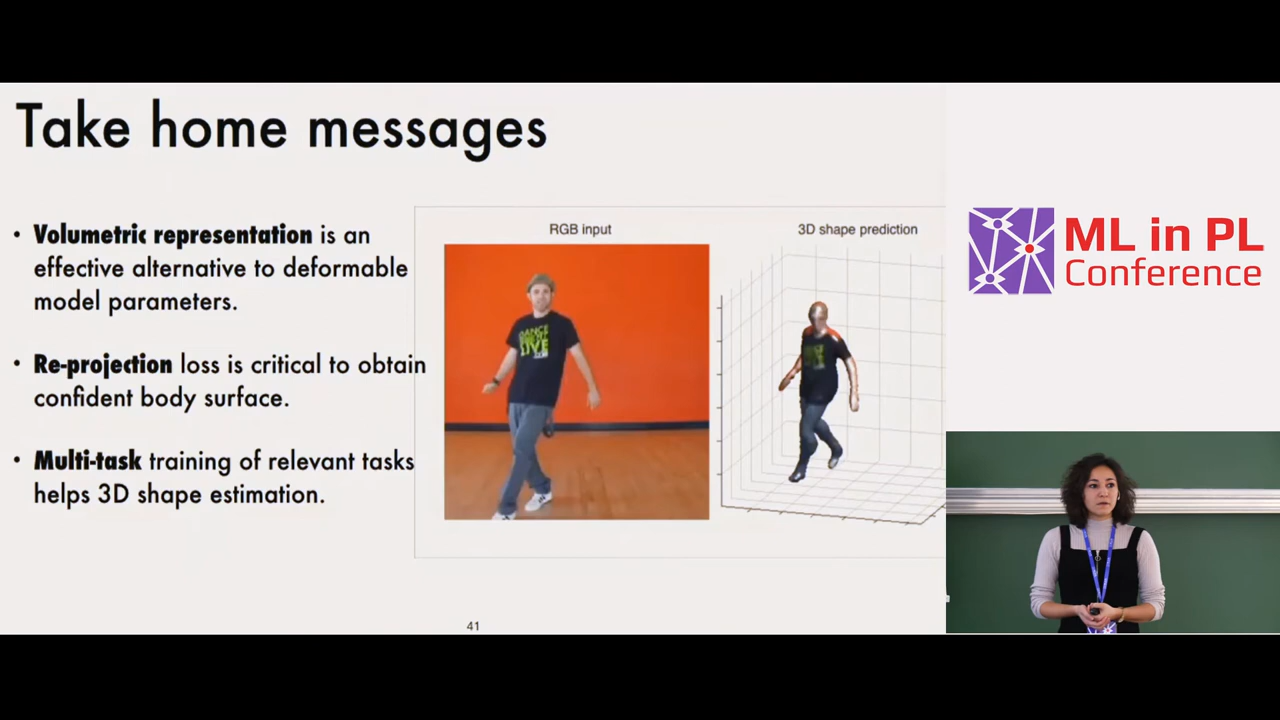 Take home messages
• Volumetric representation is an
effective alternative to deformable
model parameters.
• Re-projection loss is critical to obtain
confident body surface.
• Multi-task training of relevant tasks
helps 3D shape estimation.
RGB input
3D shape prediction
DANCE
LIVE
41
ML in PL
Conference